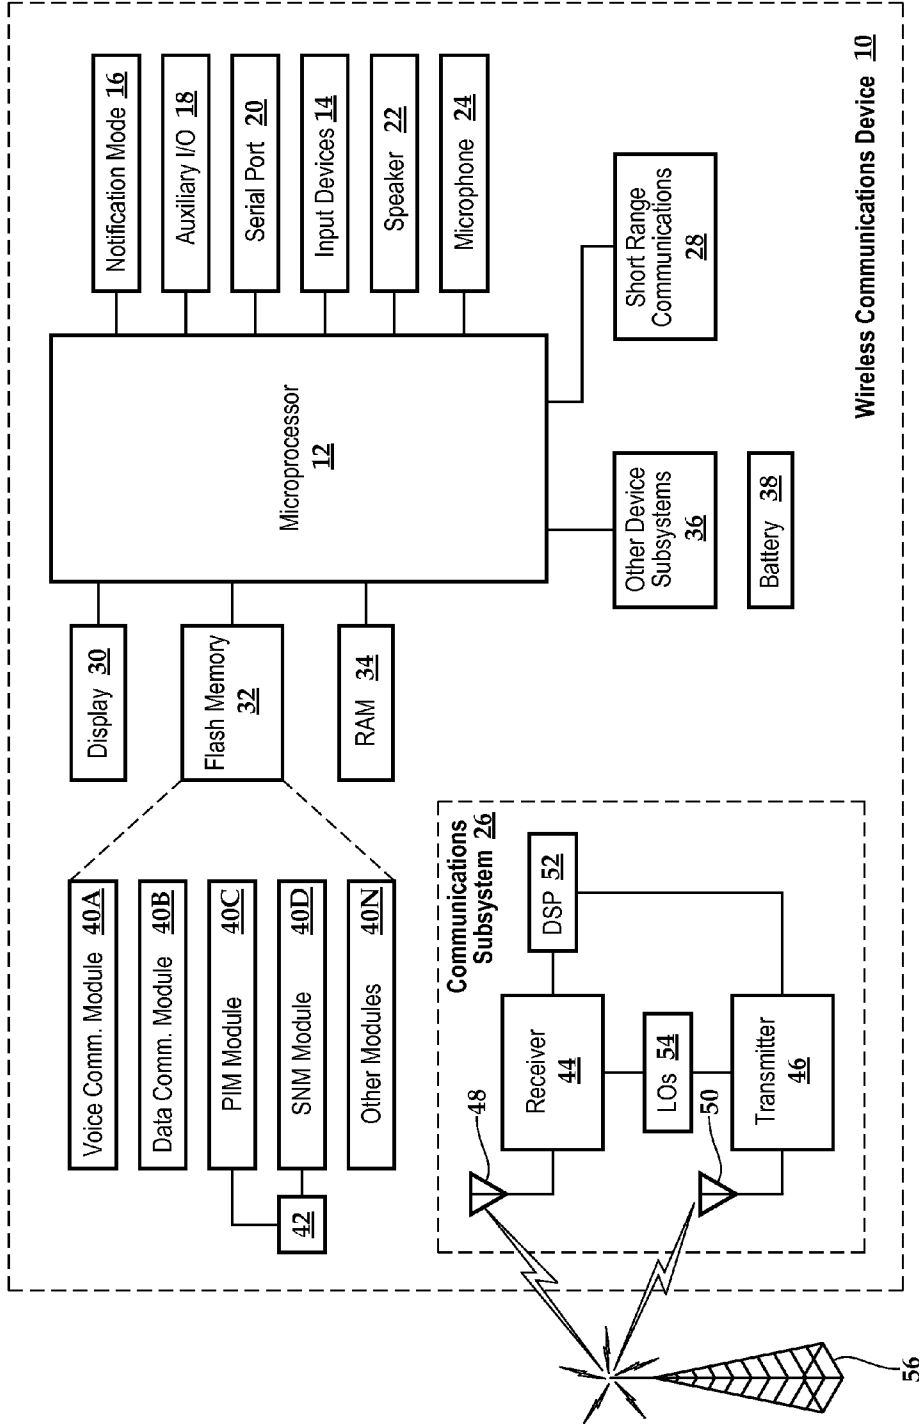 Voice Comm. Module 40A
Data Comm. Module 40B
PIM Module 40C
SNM Module 40D
Other Modules 40N
42
Display 30
Flash Memory
32
RAM 34
Microprocessor
12
Notification Mode 16
Auxiliary I/O 18
Serial Port 20
Input Devices 14
Speaker 22
Microphone 24
Communications
Subsystem 26
48
Receiver
44
DSP 52
LOs 54
50
Transmitter
46
56
Other Device
Subsystems
36
Battery 38
Short Range
Communications
28
Wireless Communications Device 10